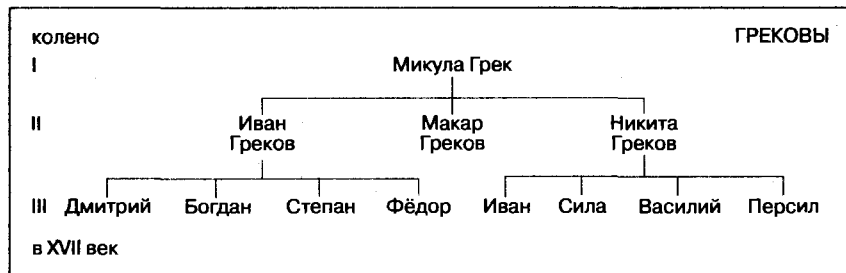 колено ГРЕКОВЫ
I Микула Грек
II Иван Макар Никита
Греков Греков Греков
III Дмитрий Богдан Степан Фёдор Иван Сила Василий Персил
в XVII век